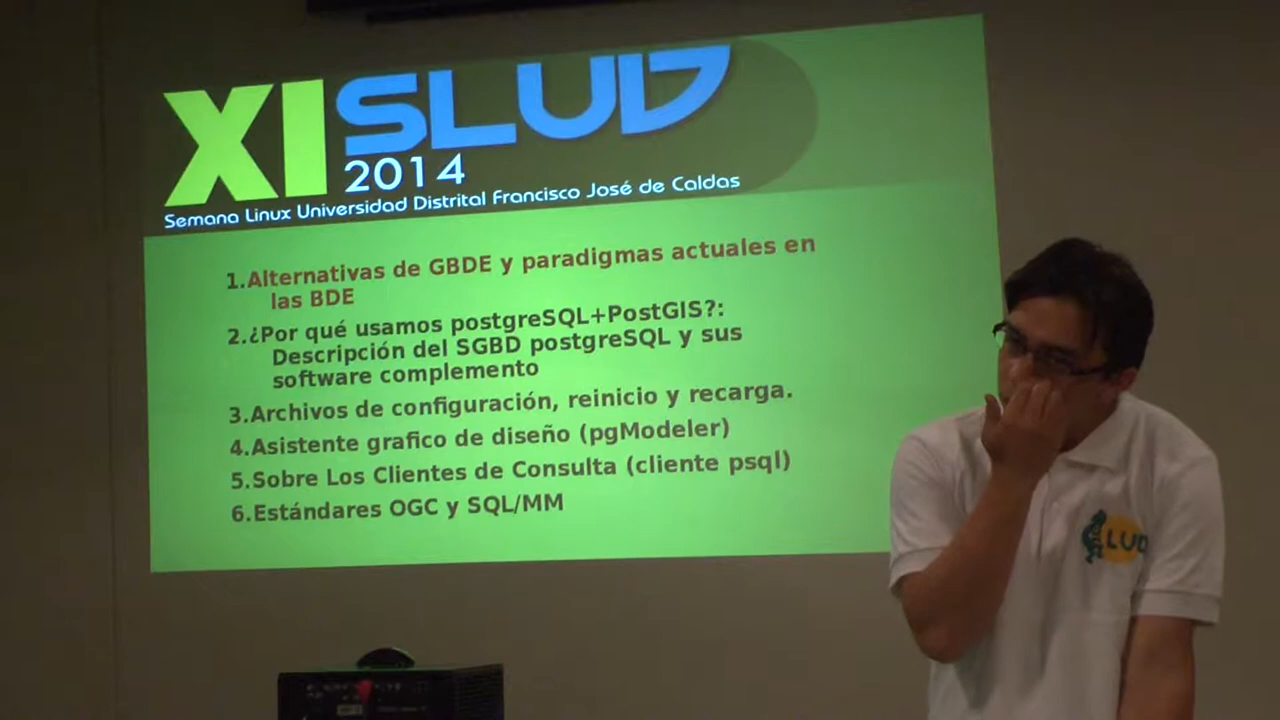 XI SLUD
2014
Semana Linux Universidad Distrital Francisco José de Caldas
1.Alternativas de GBDE y paradigmas actuales en
las BDE
2.¿Por qué usamos postgreSQL+PostGIS?:
Descripción del SGBD postgreSQL y sus
software complemento
3.Archivos de configuración, reinicio y recarga.
4.Asistente grafico de diseño (pgModeler)
5.Sobre Los Clientes de Consulta (cliente psql)
6.Estándares OGC y SQL/MM
LUD